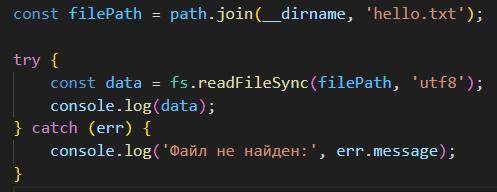 const filePath = path.join(__dirname, 'hello.txt');
try {
    const data = fs.readFileSync(filePath, 'utf8');
    console.log(data);
} catch (err) {
    console.log('Файл не найден:', err.message);
}